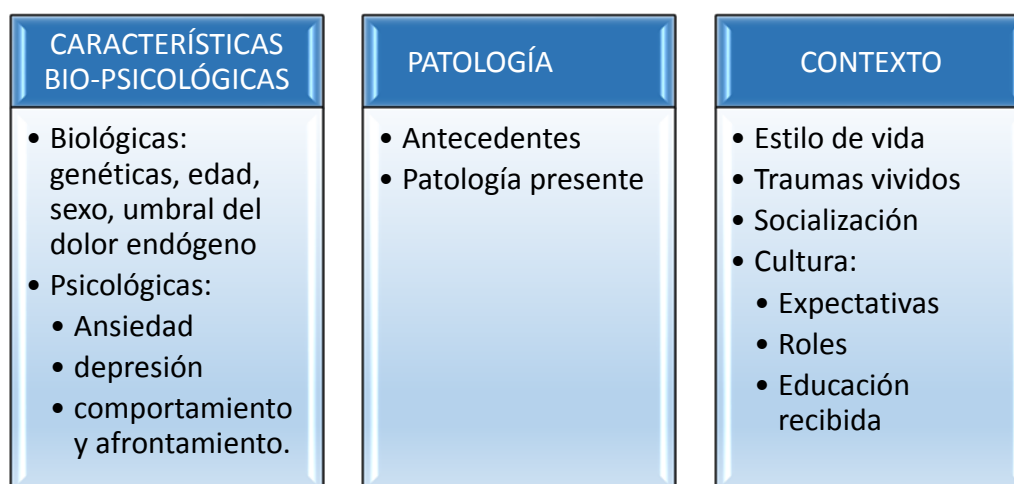 CARACTERÍSTICAS
BIO-PSICOLÓGICAS
• Biológicas:
genéticas, edad,
sexo, umbral del
dolor endógeno
• Psicológicas:
• Ansiedad
• depresión
• comportamiento
y afrontamiento.
PATOLOGÍA
• Antecedentes
• Patología presente
CONTEXTO
• Estilo de vida
• Traumas vividos
• Socialización
• Cultura:
• Expectativas
• Roles
• Educación
recibida